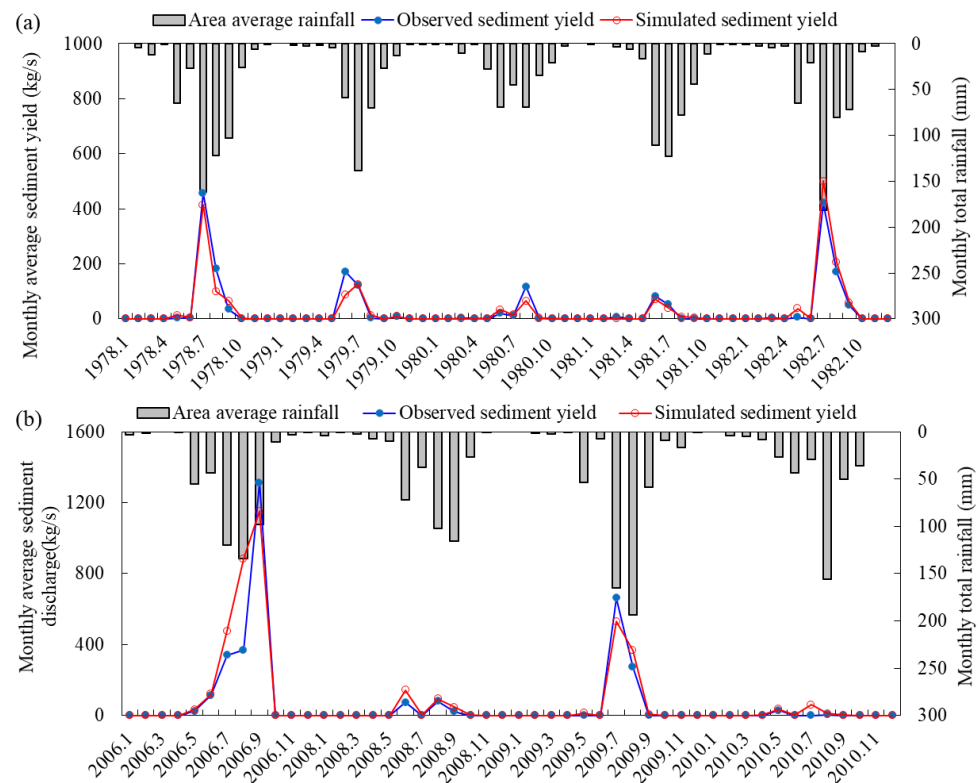 (a)
Area average rainfall Observed sediment yield Simulated sediment yield
Monthly average sediment yield (kg/s)
1000
800
600
400
200
0
0
50
100
150
200
250
300
Monthly total rainfall (mm)
1978.1 1978.4 1978.7 1978.10 1979.1 1979.4 1979.7 1979.10 1980.1 1980.4 1980.7 1980.10 1981.1 1981.4 1981.7 1981.10 1982.1 1982.4 1982.7 1982.10
(b)
Area average rainfall Observed sediment yield Simulated sediment yield
Monthly average sediment
discharge(kg/s)
1600
1200
800
400
0
0
50
100
150
200
250
300
Monthly total rainfall (mm)
2006.1 2006.3 2006.5 2006.7 2006.9 2006.11 2008.1 2008.3 2008.5 2008.7 2008.9 2008.11 2009.1 2009.3 2009.5 2009.7 2009.9 2009.11 2010.1 2010.3 2010.5 2010.7 2010.9 2010.11